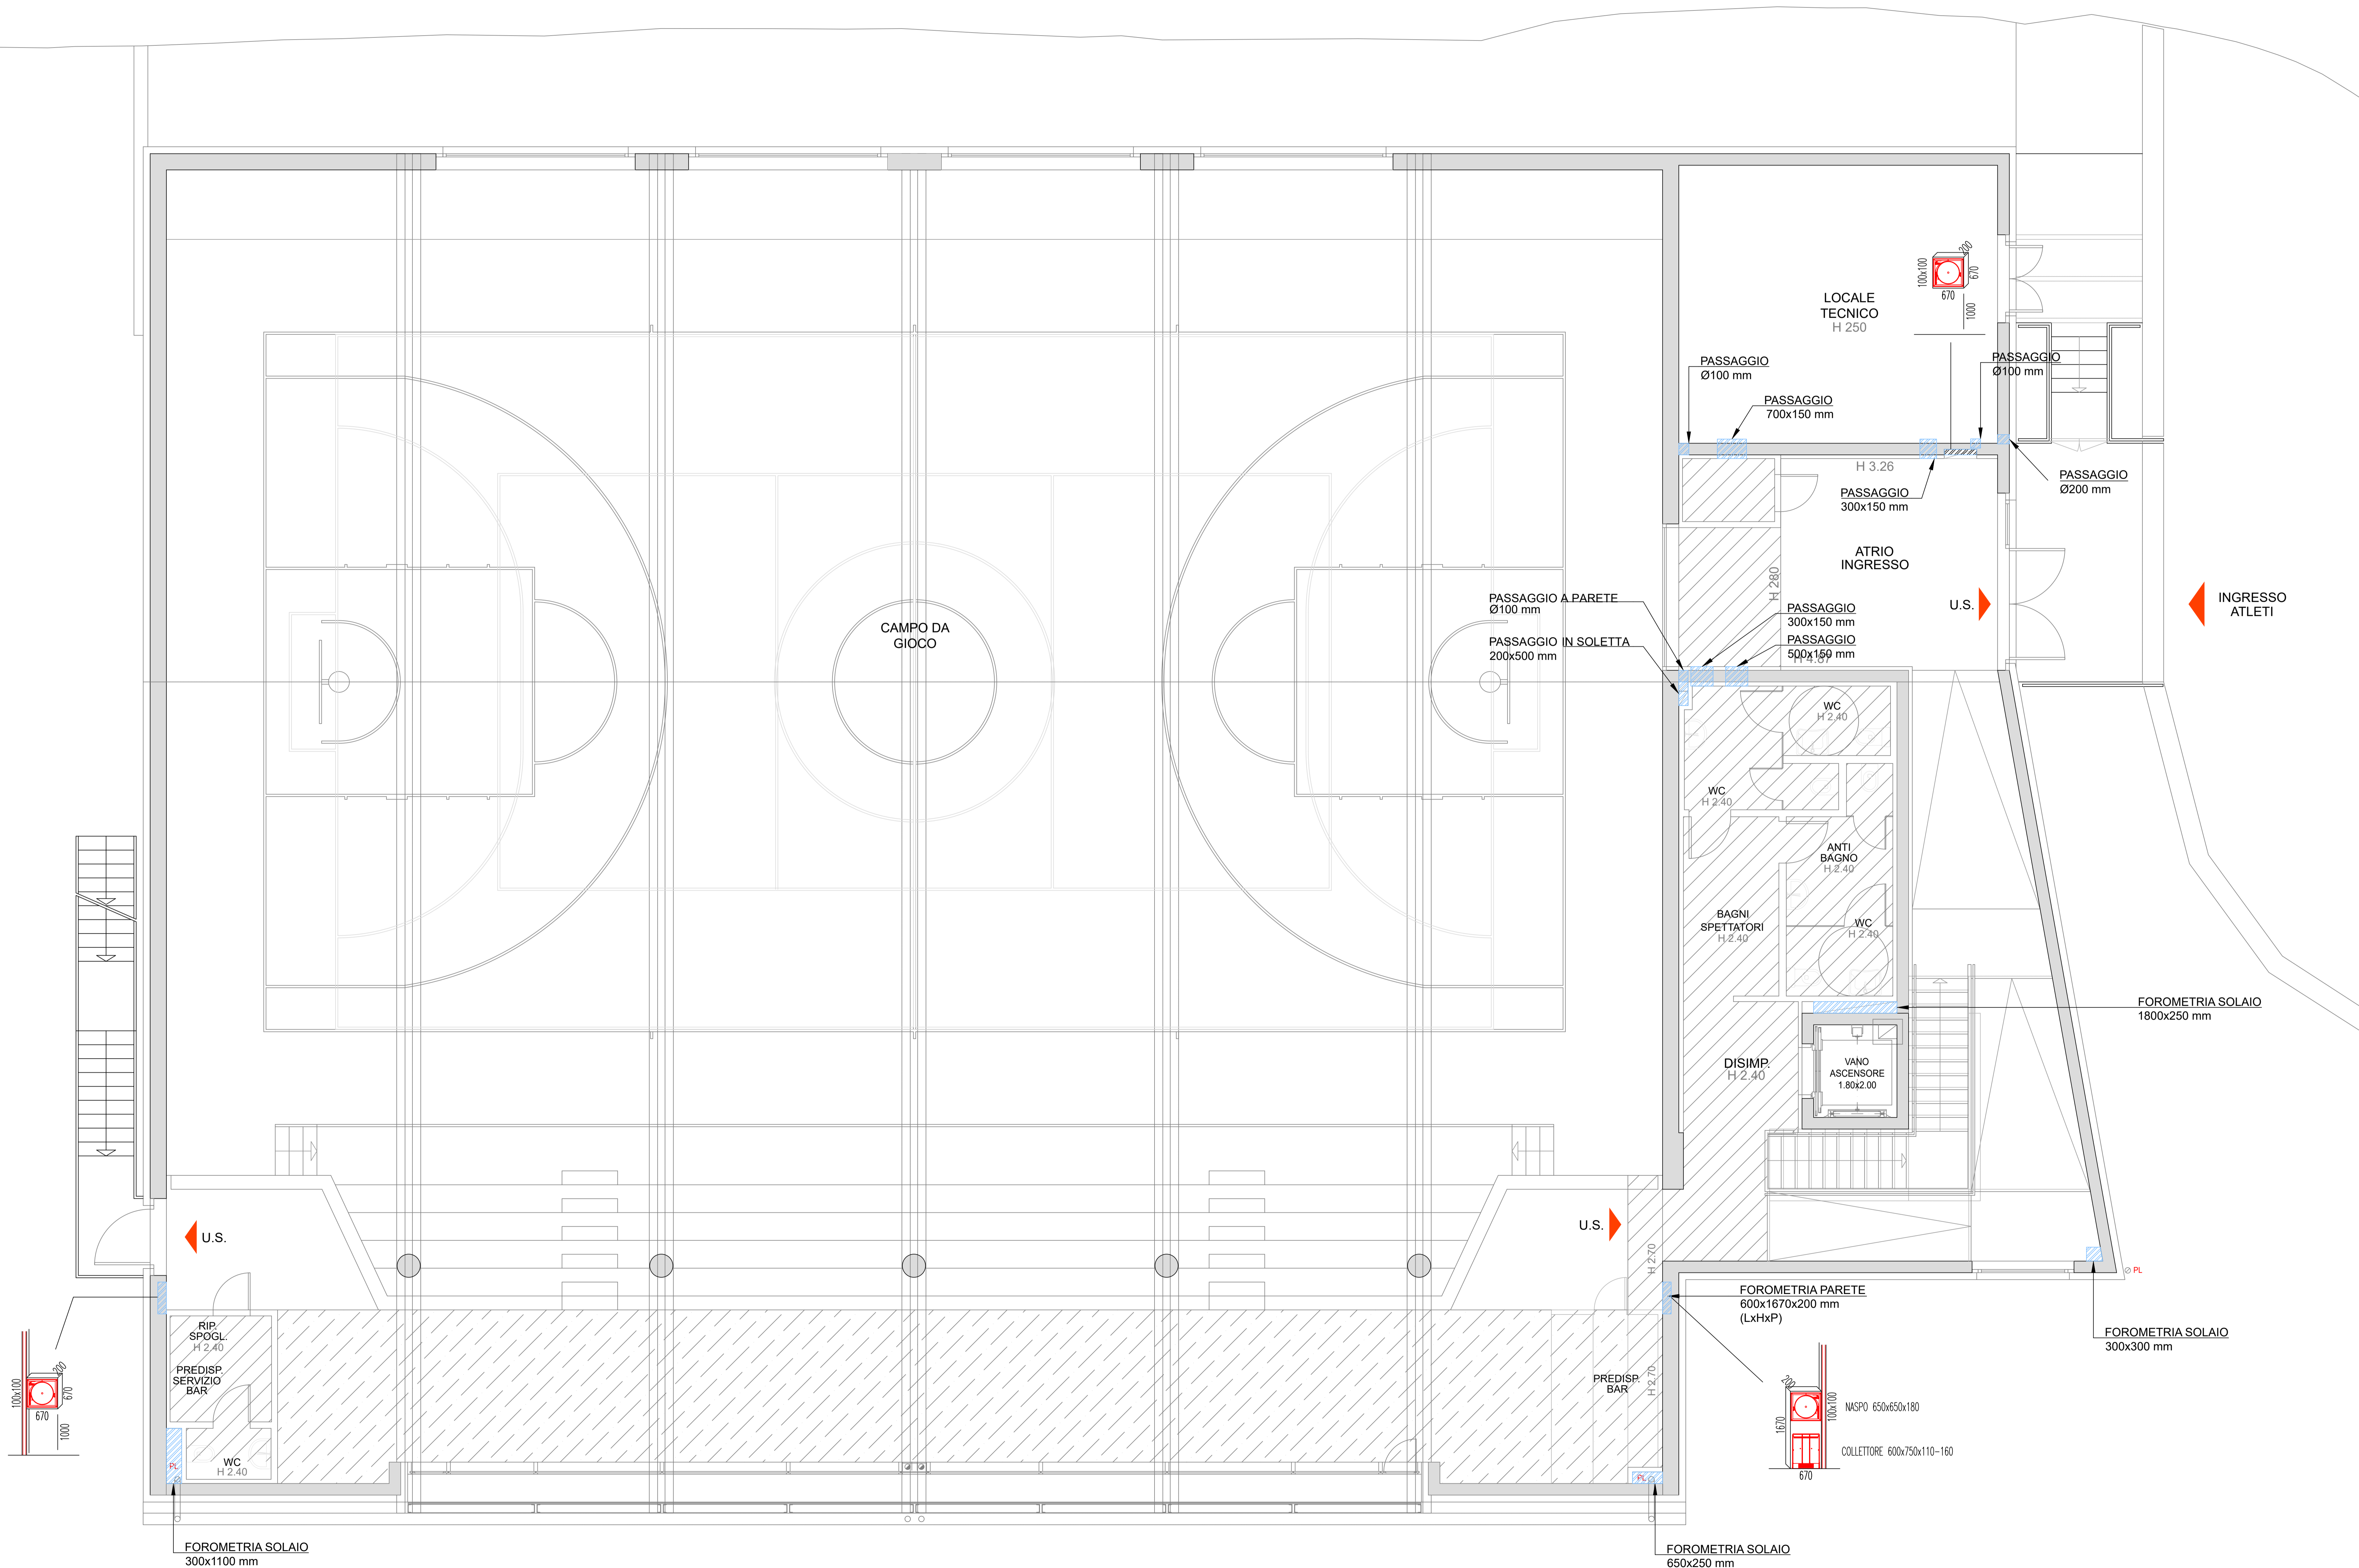 LOCALE
TECNICO
H 250
100x100
200
670
670
1000
PASSAGGIO
Ø100 mm
PASSAGGIO
Ø100 mm
PASSAGGIO
700x150 mm
H 3.26
PASSAGGIO
300x150 mm
PASSAGGIO
Ø200 mm
ATRIO
INGRESSO
H 280
U.S.
INGRESSO
ATLETI
PASSAGGIO A PARETE
Ø100 mm
PASSAGGIO IN SOLETTA
200x500 mm
PASSAGGIO
300x150 mm
PASSAGGIO
500x150 mm
H 4.87
CAMPO DA
GIOCO
WC
H 2.40
WC
H 2.40
ANTI
BAGNO
H 2.40
BAGNI
SPETTATORI
H 2.40
WC
H 2.40
FOROMETRIA SOLAIO
1800x250 mm
DISIMP.
H 2.40
VANO
ASCENSORE
1.80x2.00
U.S.
U.S.
H 2.70
PL
FOROMETRIA PARETE
600x1670x200 mm
(LxHxP)
FOROMETRIA SOLAIO
300x300 mm
RIP.
SPOGL.
H 2.40
PREDISP.
SERVIZIO
BAR
100x100
200
670
670
1000
PREDISP.
BAR
H 2.70
200
100x100
1670
NASPO 650x650x180
COLLETTORE 600x750x110-160
670
WC
H 2.40
PL
PL
FOROMETRIA SOLAIO
300x1100 mm
FOROMETRIA SOLAIO
650x250 mm